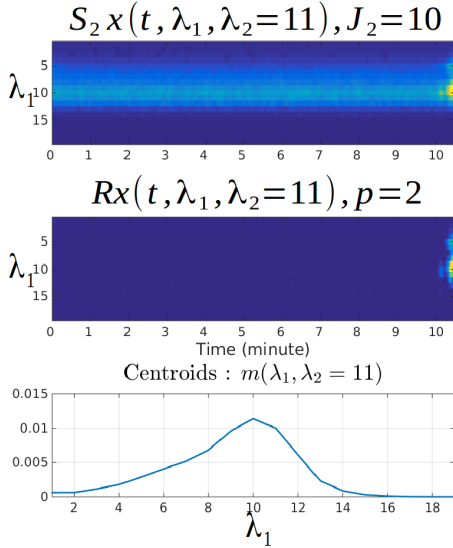 S₂ x(t, λ₁, λ₂=11), J₂=10
5
10
15
λ₁
0 1 2 3 4 5 6 7 8 9 10
Rx(t, λ₁, λ₂=11), p=2
5
10
15
λ₁
0 1 2 3 4 5 6 7 8 9 10
Time (minute)
Centroids : m(λ₁, λ₂ = 11)
0.015
0.01
0.005
0
2 4 6 8 10 12 14 16 18
λ₁